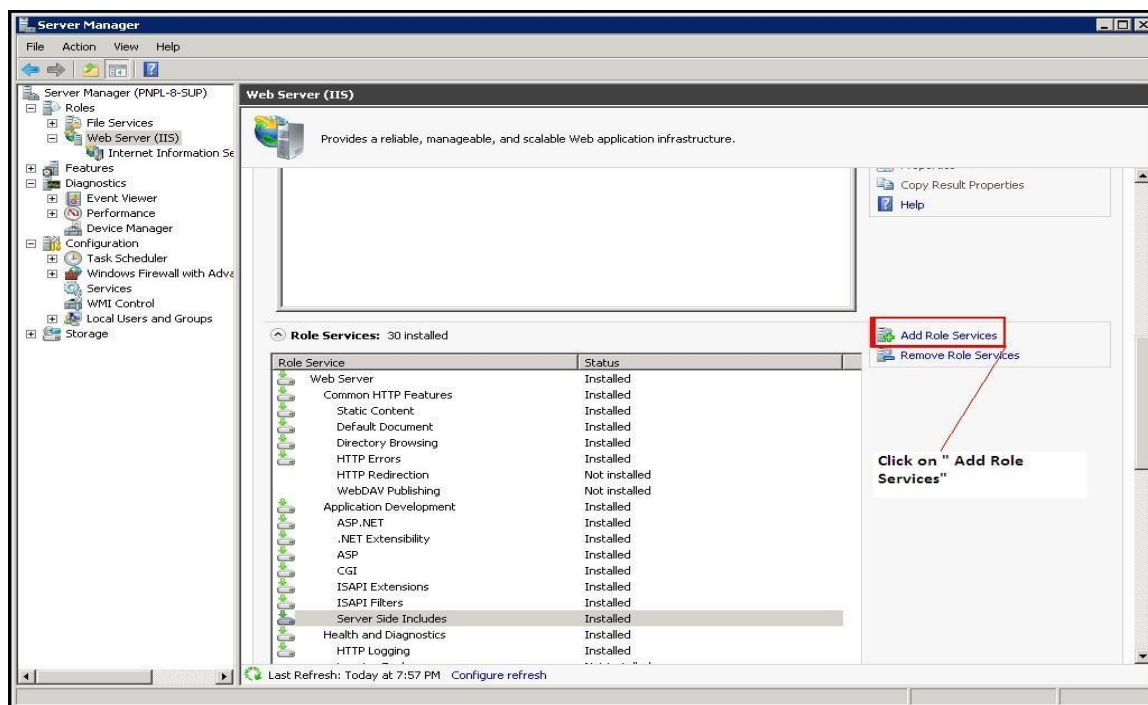 Server Manager
File Action View Help
Server Manager (PNPL-8-SUP)
Roles
File Services
Web Server (IIS)
Internet Information Se
Features
Diagnostics
Event Viewer
Performance
Device Manager
Configuration
Task Scheduler
Windows Firewall with Adva
Services
WMI Control
Local Users and Groups
Storage
Web Server (IIS)
Provides a reliable, manageable, and scalable Web application infrastructure.
Copy Result Properties
Help
Role Services: 30 installed
Add Role Services
Remove Role Services
Role Service Status
Web Server Installed
Common HTTP Features Installed
Static Content Installed
Default Document Installed
Directory Browsing Installed
HTTP Errors Installed
HTTP Redirection Not installed
WebDAV Publishing Not installed
Application Development Installed
ASP.NET Installed
.NET Extensibility Installed
ASP Installed
CGI Installed
ISAPI Extensions Installed
ISAPI Filters Installed
Server Side Includes Installed
Health and Diagnostics Installed
HTTP Logging Installed
Click on " Add Role
Services"
Last Refresh: Today at 7:57 PM Configure refresh